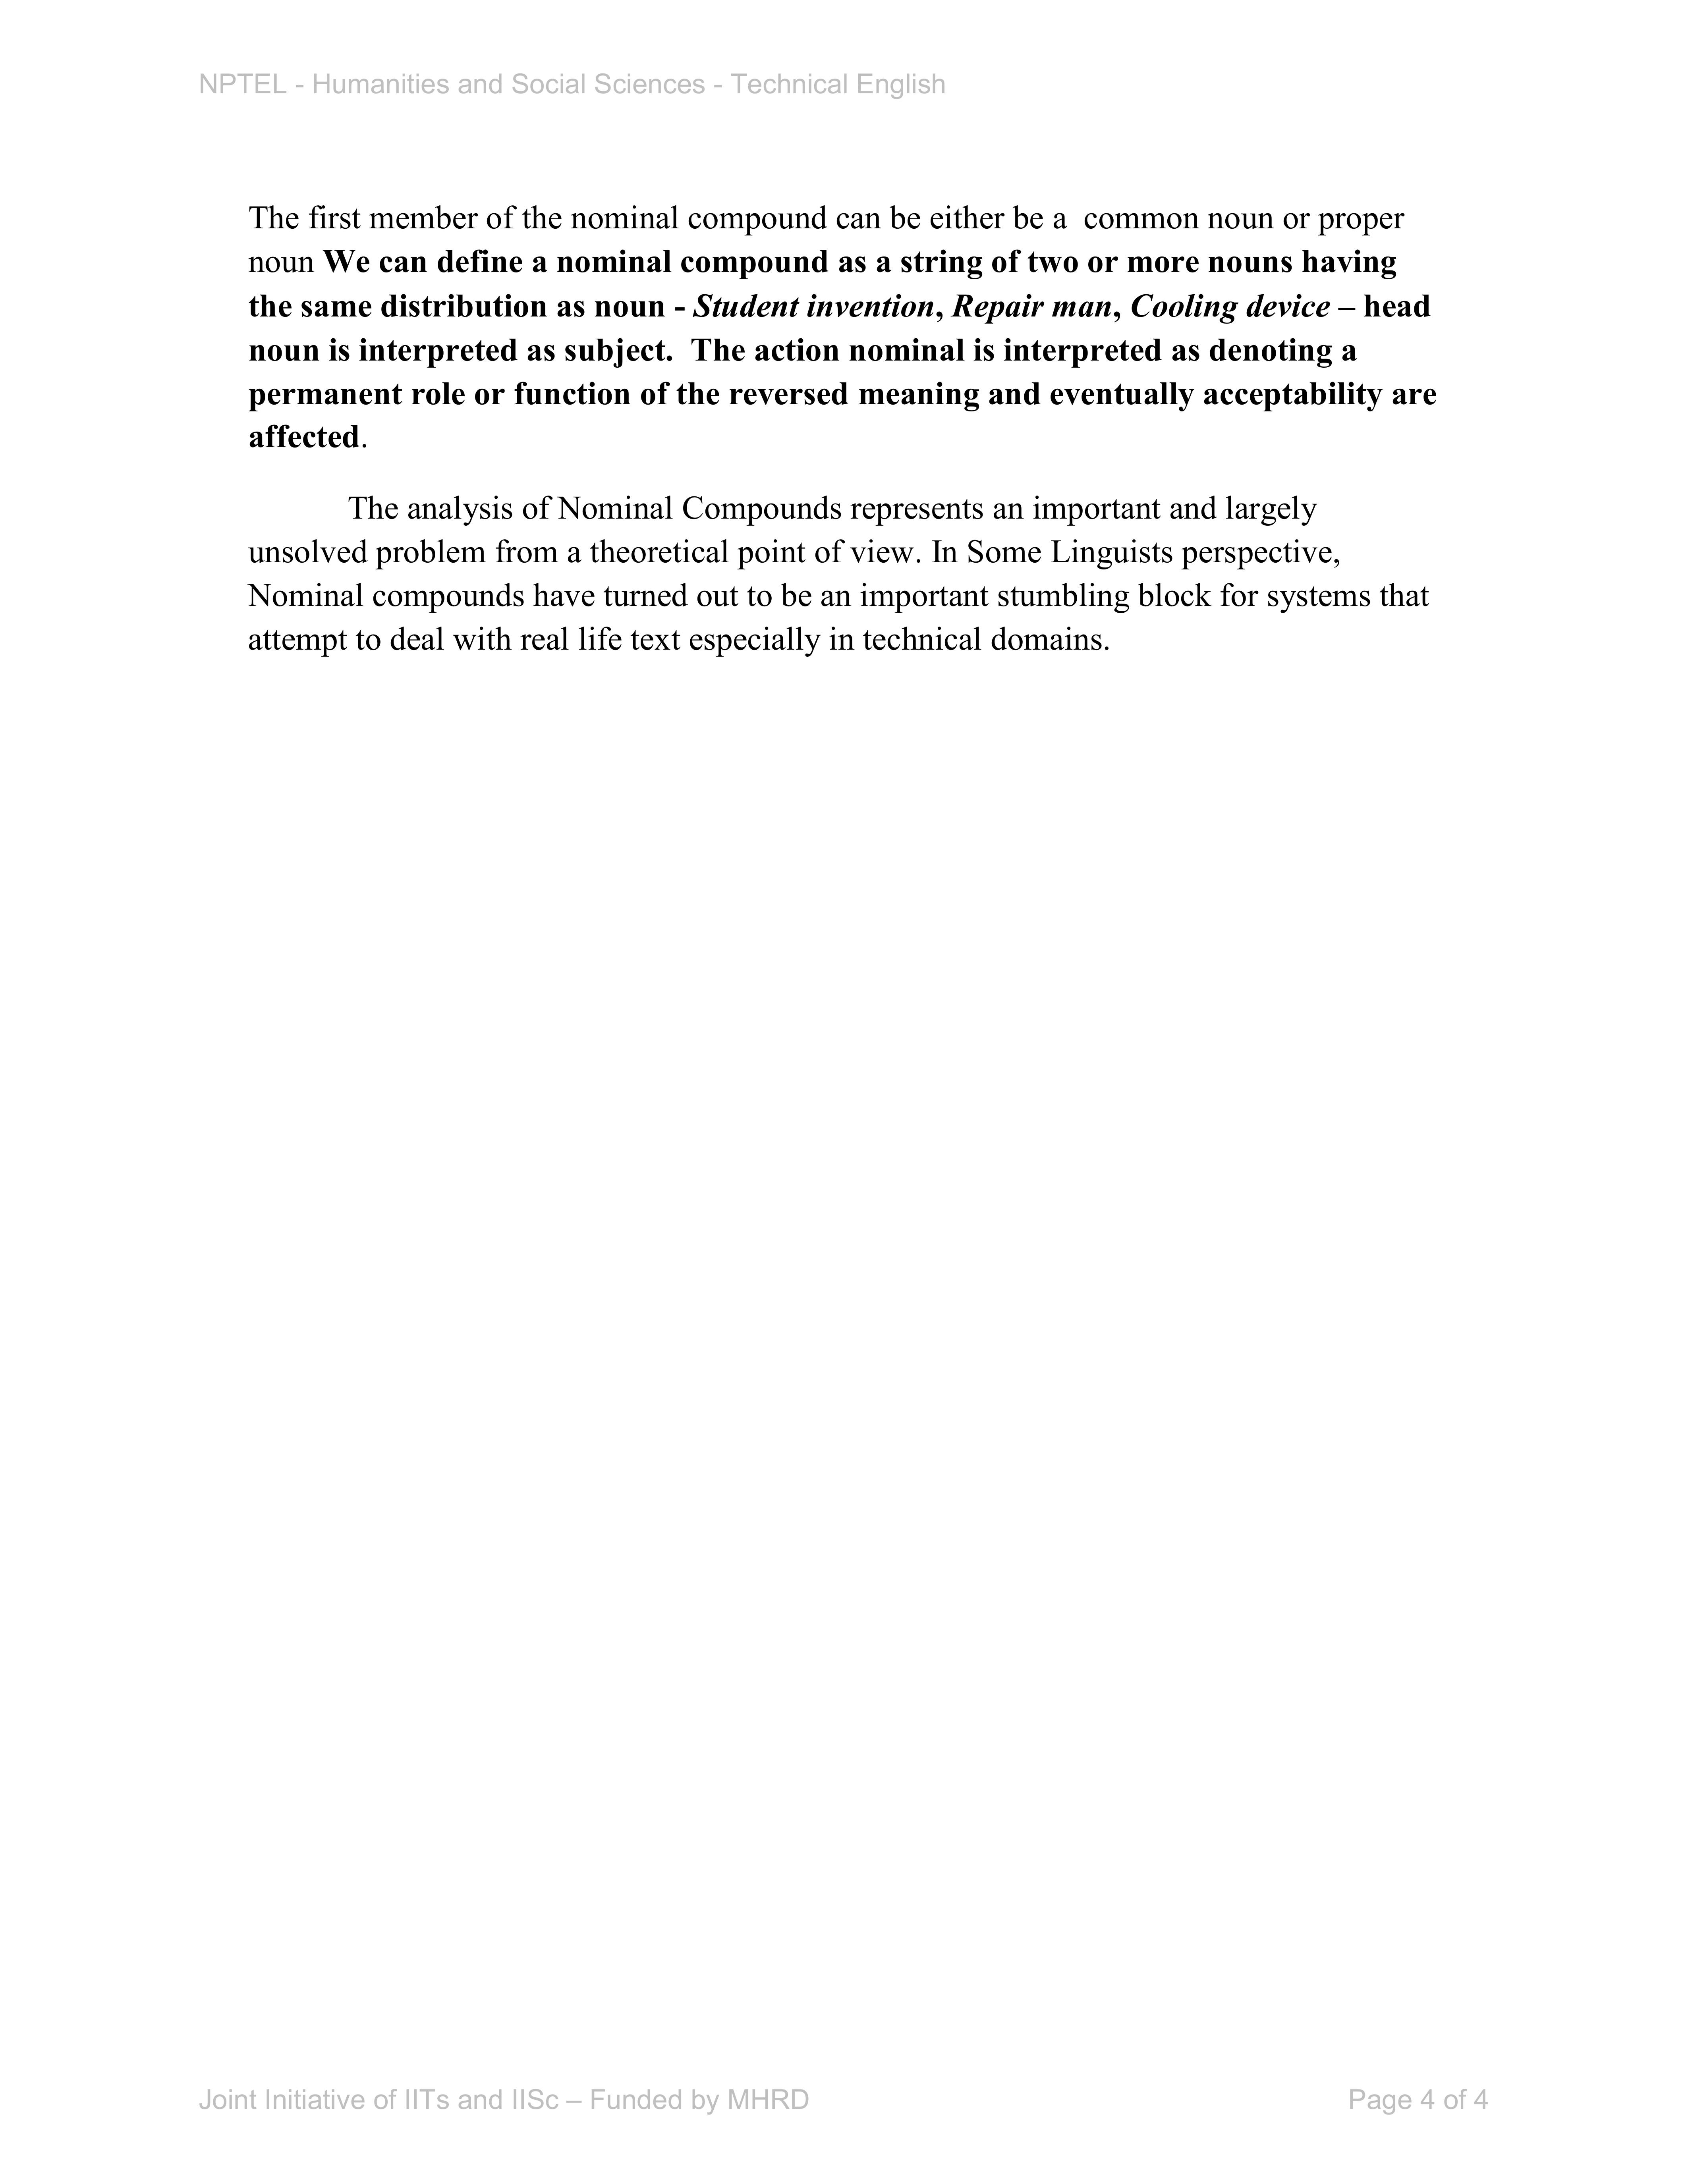 NPTEL - Humanities and Social Sciences - Technical English
The first member of the nominal compound can be either be a  common noun or proper
noun We can define a nominal compound as a string of two or more nouns having
the same distribution as noun - Student invention, Repair man, Cooling device – head
noun is interpreted as subject.  The action nominal is interpreted as denoting a
permanent role or function of the reversed meaning and eventually acceptability are
affected.
The analysis of Nominal Compounds represents an important and largely
unsolved problem from a theoretical point of view. In Some Linguists perspective,
Nominal compounds have turned out to be an important stumbling block for systems that
attempt to deal with real life text especially in technical domains.
Joint Initiative of IITs and IISc – Funded by MHRD Page 4 of 4